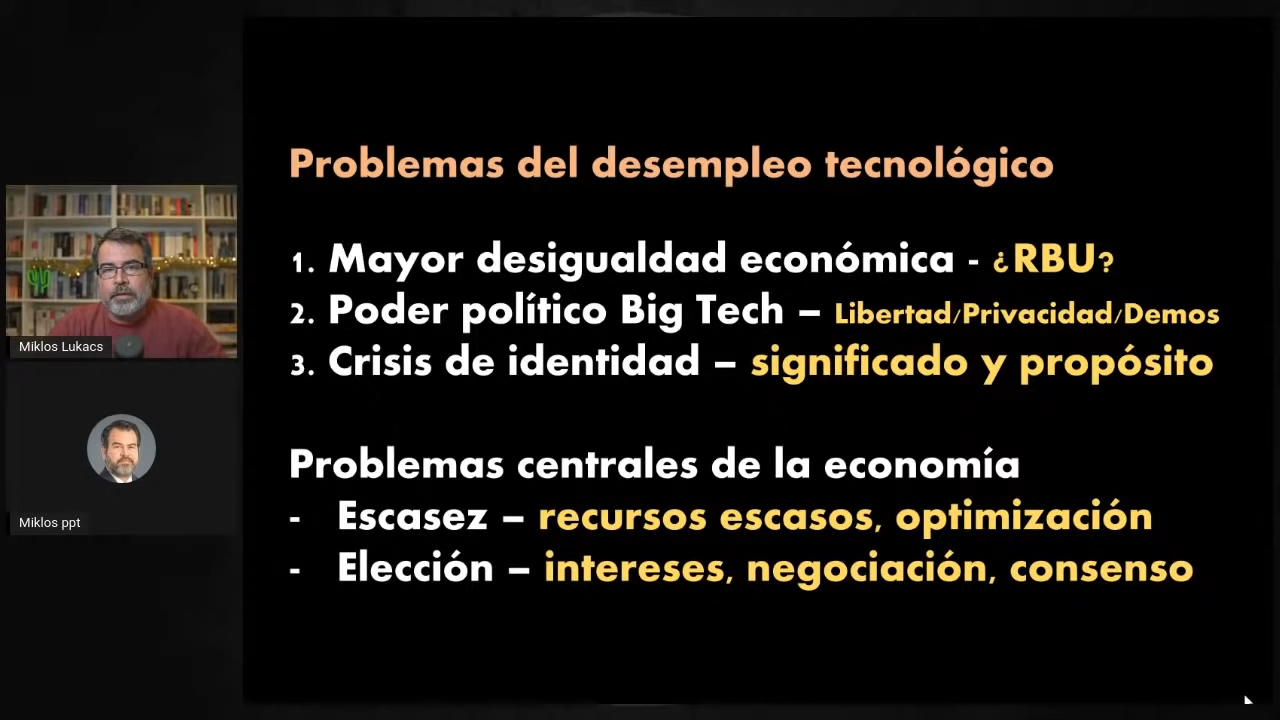 Problemas del desempleo tecnológico
1. Mayor desigualdad económica - ¿RBU?
2. Poder político Big Tech – Libertad/Privacidad/Demos
3. Crisis de identidad – significado y propósito
Problemas centrales de la economía
- Escasez – recursos escasos, optimización
- Elección – intereses, negociación, consenso
Miklos Lukacs
Miklos ppt